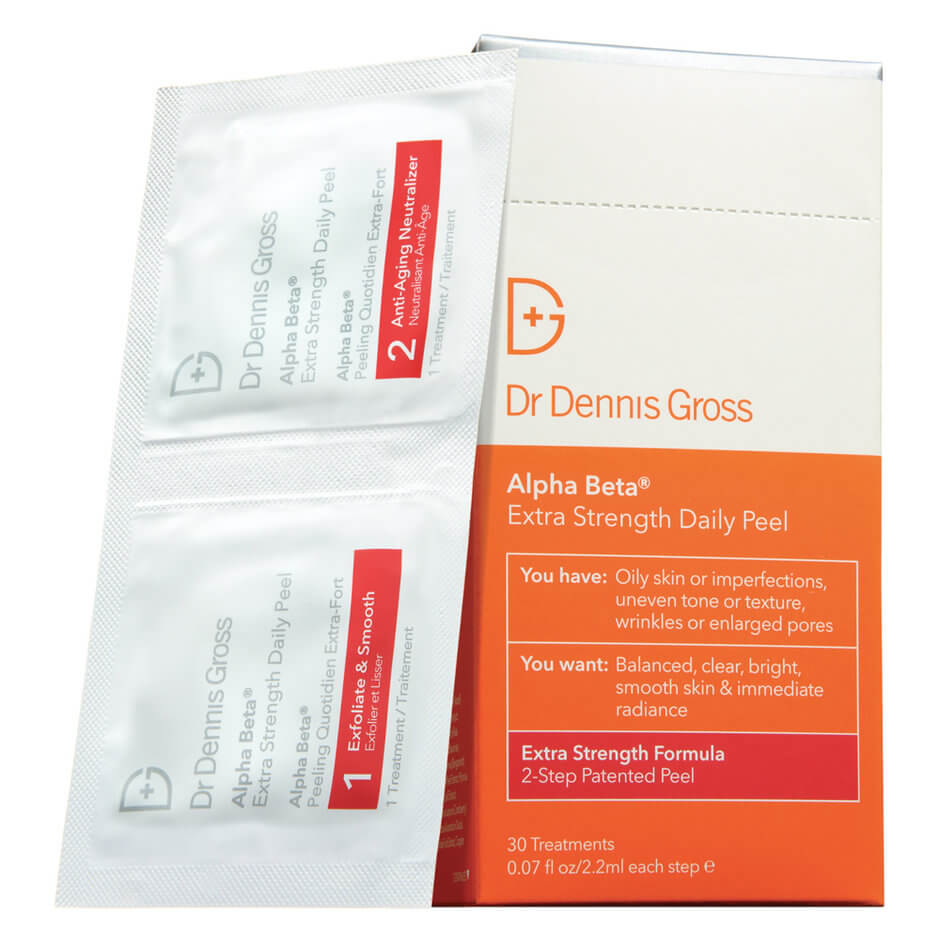 Dr Dennis Gross
Alpha Beta®
Extra Strength Daily Peel
Alpha Beta®
Peeling Quotidien Extra-Fort
2 Anti-Aging Neutralizer
Neutralisant Anti-Âge
1 Treatment / Traitement
Dr Dennis Gross
Alpha Beta®
Extra Strength Daily Peel
Alpha Beta®
Peeling Quotidien Extra-Fort
1 Exfoliate & Smooth
Exfolier et Lisser
1 Treatment / Traitement
Dr Dennis Gross
Alpha Beta®
Extra Strength Daily Peel
You have: Oily skin or imperfections,
uneven tone or texture,
wrinkles or enlarged pores
You want: Balanced, clear, bright,
smooth skin & immediate
radiance
Extra Strength Formula
2-Step Patented Peel
30 Treatments
0.07 fl oz/2.2ml each step ℮